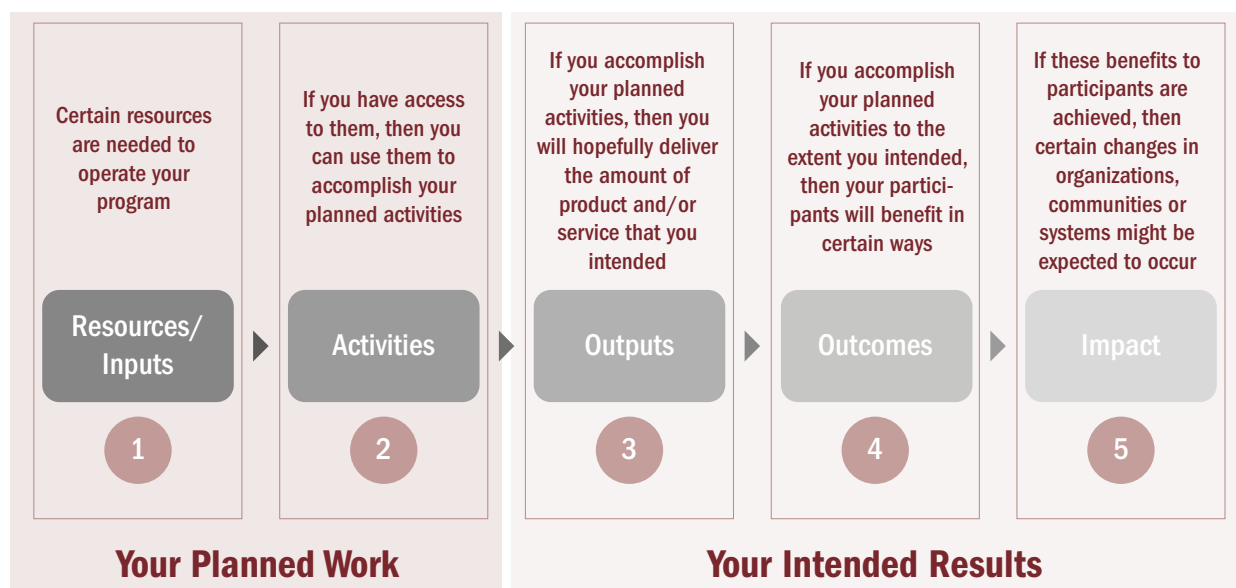 Certain resources
are needed to
operate your
program
If you have access
to them, then you
can use them to
accomplish your
planned activities
If you accomplish
your planned
activities, then you
will hopefully deliver
the amount of
product and/or
service that you
intended
If you accomplish
your planned
activities to the
extent you intended,
then your partici-
pants will benefit in
certain ways
If these benefits to
participants are
achieved, then
certain changes in
organizations,
communities or
systems might be
expected to occur
Resources/
Inputs
Activities
Outputs
Outcomes
Impact
1
2
3
4
5
Your Planned Work
Your Intended Results